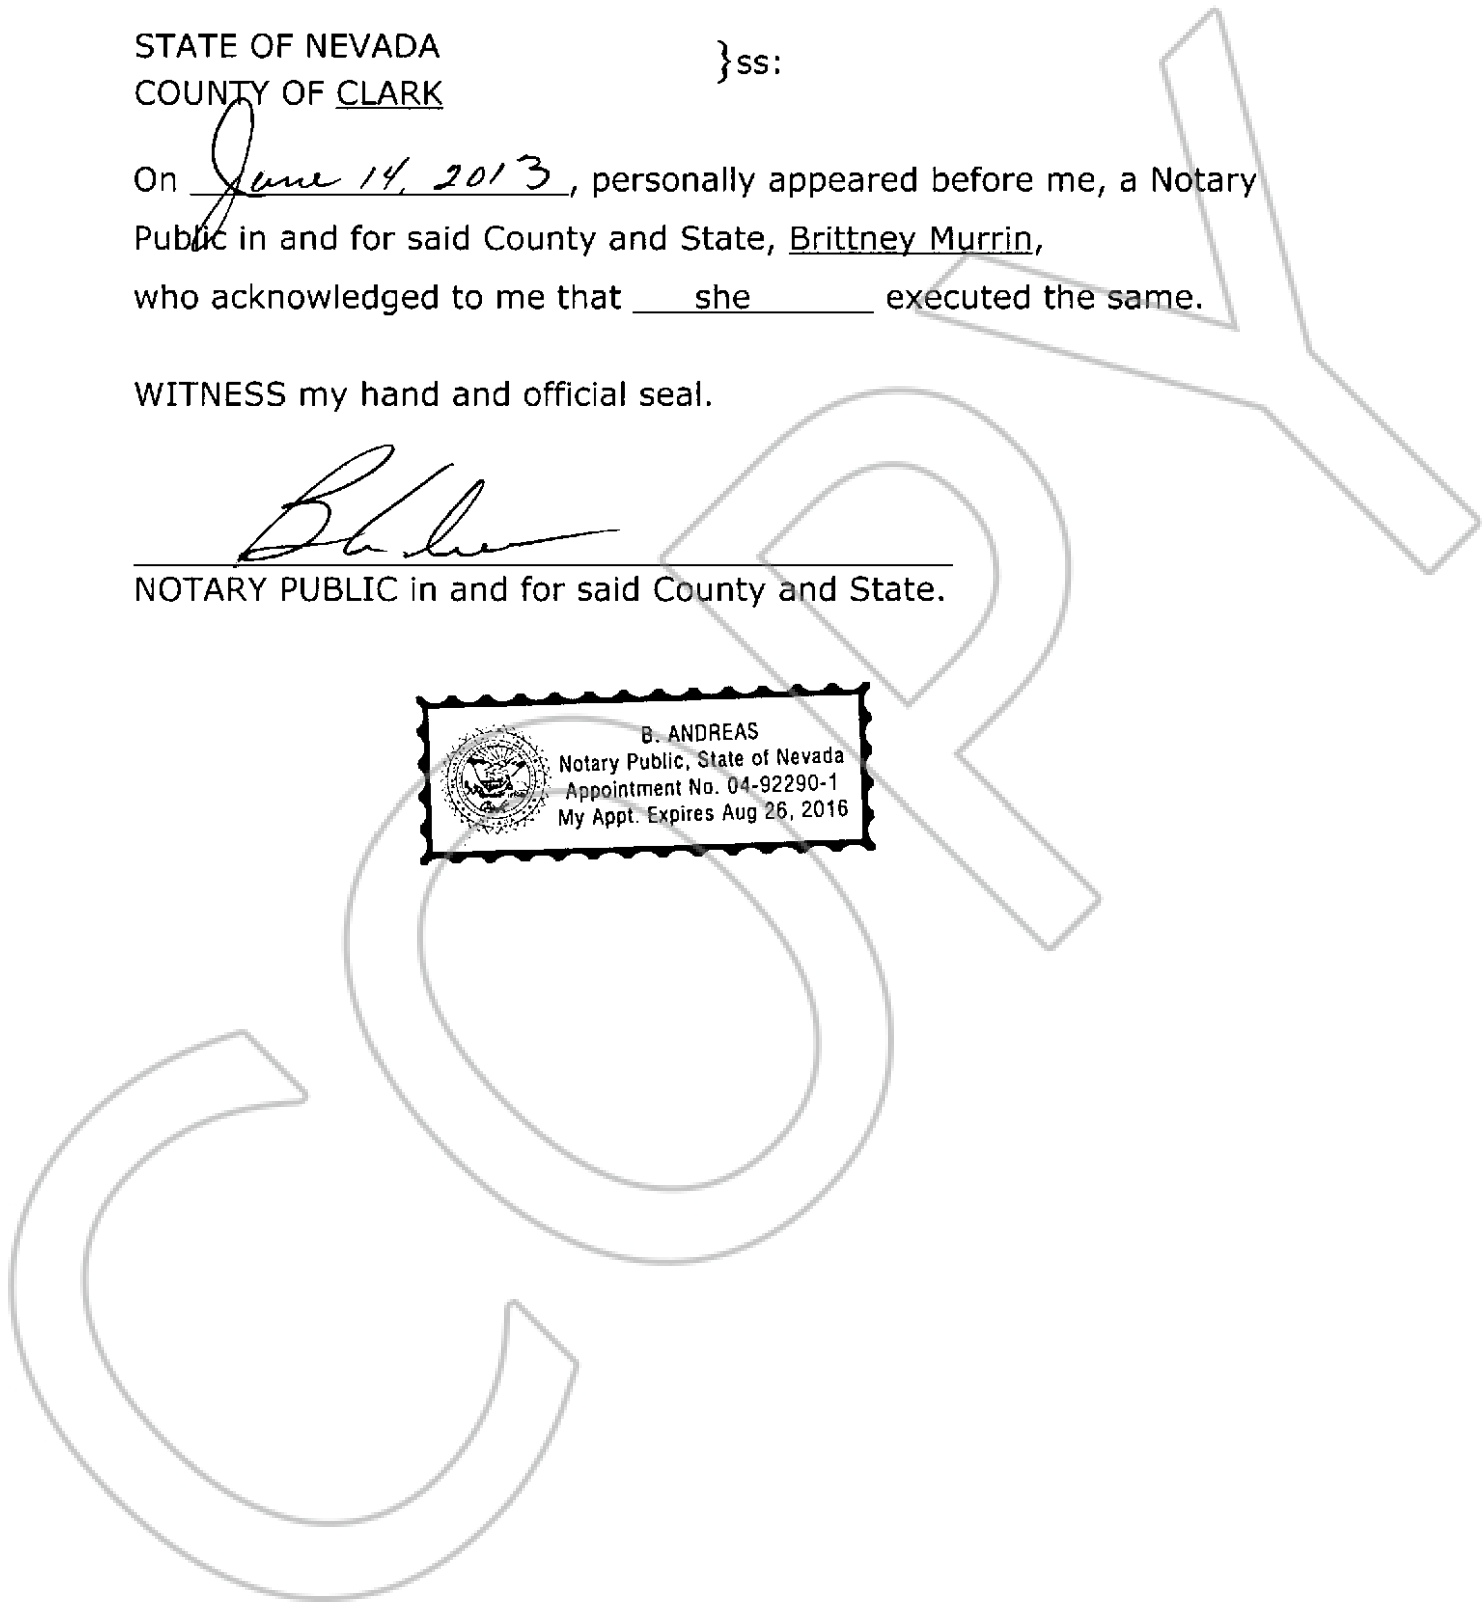 STATE OF NEVADA
}ss:
COUNTY OF CLARK
On June 14, 2013, personally appeared before me, a Notary
Public in and for said County and State, Brittney Murrin,
who acknowledged to me that she executed the same.
WITNESS my hand and official seal.
NOTARY PUBLIC in and for said County and State.
B. ANDREAS
Notary Public, State of Nevada
Appointment No. 04-92290-1
My Appt. Expires Aug 26, 2016
COPY